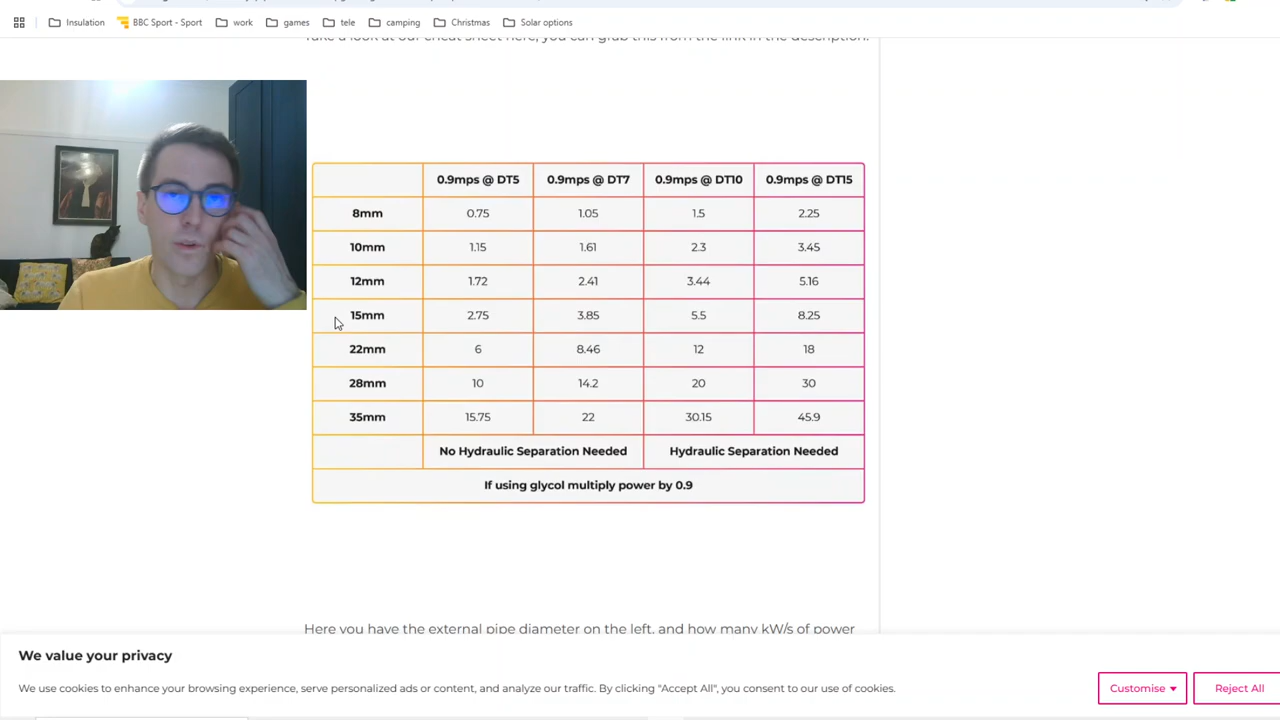 Insulation BBC Sport - Sport work games tele camping Christmas Solar options
Take a look at our cheat sheet here, you can grab this from the link in the description.
0.9mps @ DT5 0.9mps @ DT7 0.9mps @ DT10 0.9mps @ DT15
8mm 0.75 1.05 1.5 2.25
10mm 1.15 1.61 2.3 3.45
12mm 1.72 2.41 3.44 5.16
15mm 2.75 3.85 5.5 8.25
22mm 6 8.46 12 18
28mm 10 14.2 20 30
35mm 15.75 22 30.15 45.9
No Hydraulic Separation Needed Hydraulic Separation Needed
If using glycol multiply power by 0.9
Here you have the external pipe diameter on the left, and how many kW/s of power
We value your privacy
We use cookies to enhance your browsing experience, serve personalized ads or content, and analyze our traffic. By clicking "Accept All", you consent to our use of cookies.
Customise Reject All